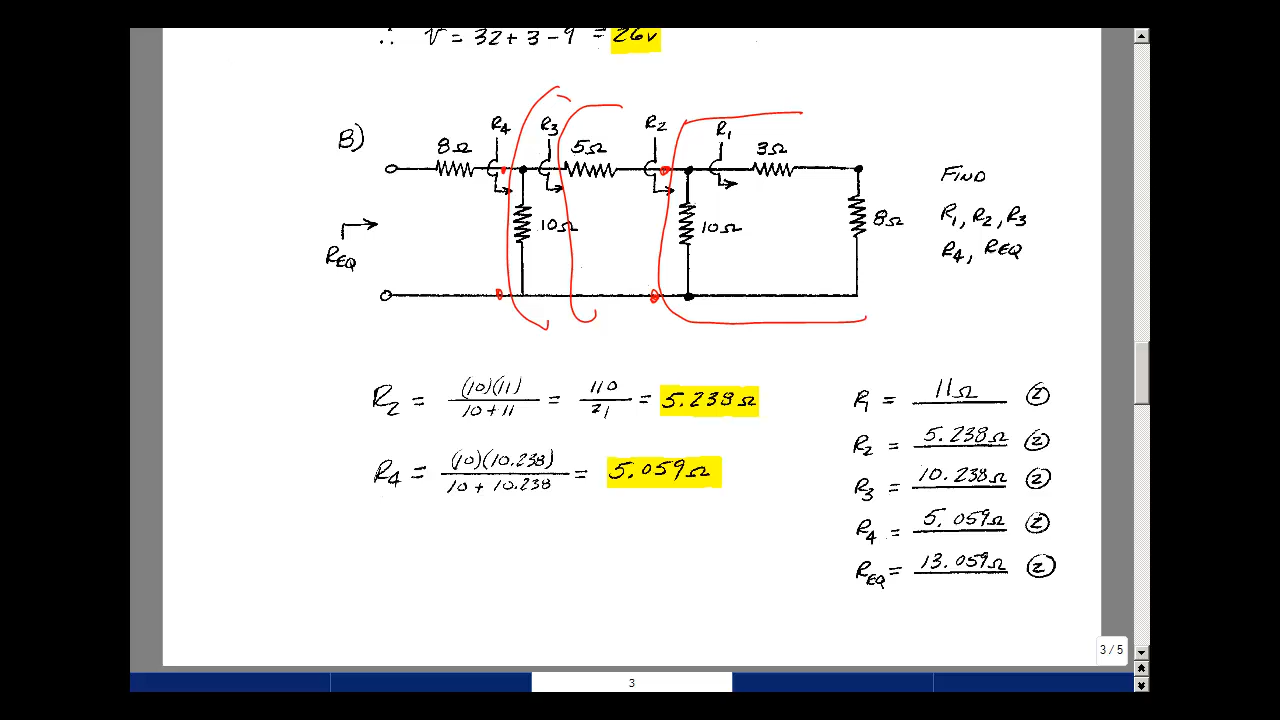 ∴ V = 32 + 3 - 9 = 26v
B)
R4 R3 R2 R1
8Ω 5Ω 3Ω
10Ω 10Ω 8Ω
REQ
FIND
R1, R2, R3
R4, REQ
R2 = (10)(11) / 10 + 11 = 110 / 21 = 5.238Ω
R4 = (10)(10.238) / 10 + 10.238 = 5.059Ω
R1 = 11Ω 2
R2 = 5.238Ω 2
R3 = 10.238Ω 2
R4 = 5.059Ω 2
REQ = 13.059Ω 2
3 / 5
3